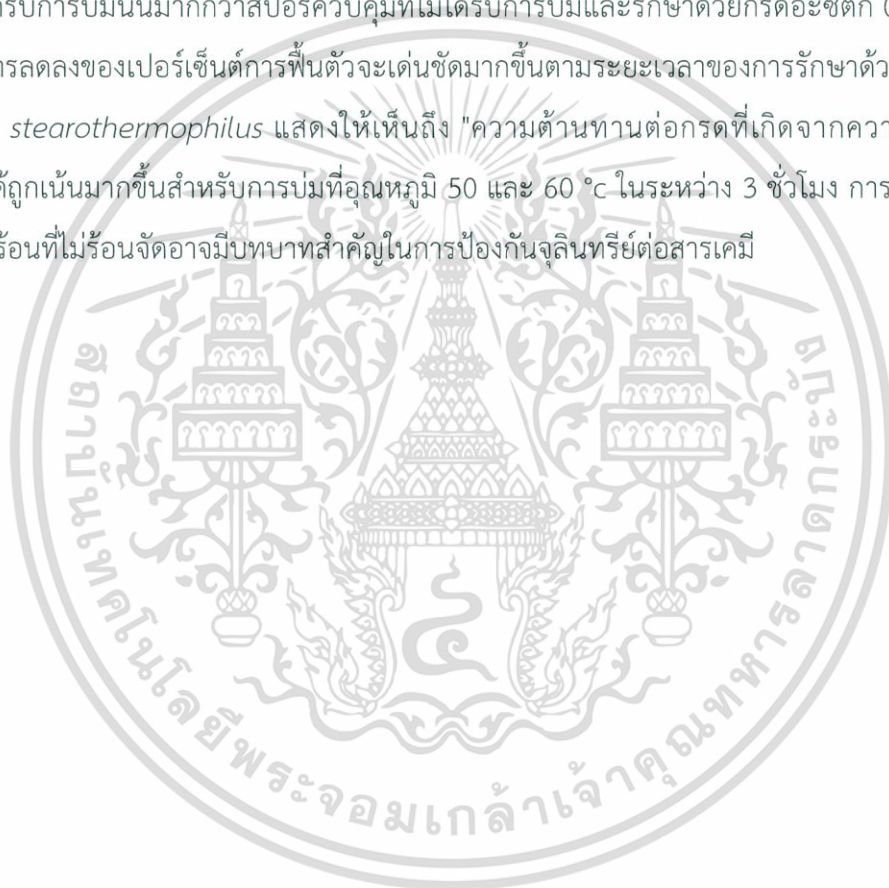 ารับการบ่มนั้นมากกว่าสปอร์ควบคุมที่ไม่ได้รับการบ่มและรักษาด้วยกรดอะซิติก
ารลดลงของเปอร์เซ็นต์การฟื้นตัวจะเด่นชัดมากขึ้นตามระยะเวลาของการรักษาด้ว
stearothermophilus แสดงให้เห็นถึง "ความต้านทานต่อกรดที่เกิดจากควา
ถูกเน้นมากขึ้นสำหรับการบ่มที่อุณหภูมิ 50 และ 60 °c ในระหว่าง 3 ชั่วโมง การ
ร้อนที่ไม่ร้อนจัดอาจมีบทบาทสำคัญในการป้องกันจุลินทรีย์ต่อสารเคมี
สถาบันเทคโนโลยีพระจอมเกล้าเจ้าคุณทหารลาดกระบัง
๔